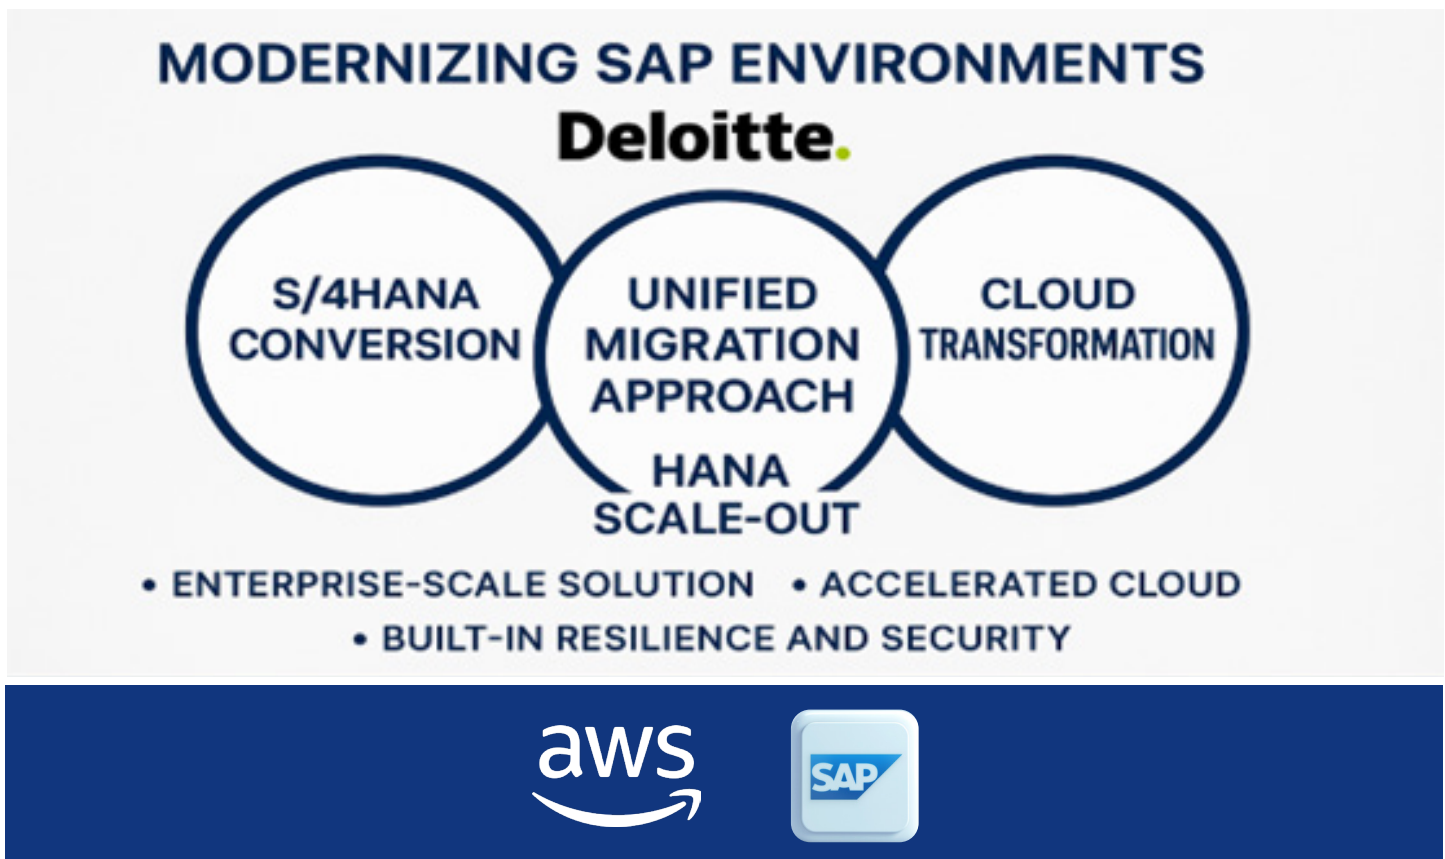 MODERNIZING SAP ENVIRONMENTS
Deloitte.
S/4HANA
CONVERSION
UNIFIED
MIGRATION
APPROACH
HANA
SCALE-OUT
CLOUD
TRANSFORMATION
• ENTERPRISE-SCALE SOLUTION • ACCELERATED CLOUD
• BUILT-IN RESILIENCE AND SECURITY
aws
SAP